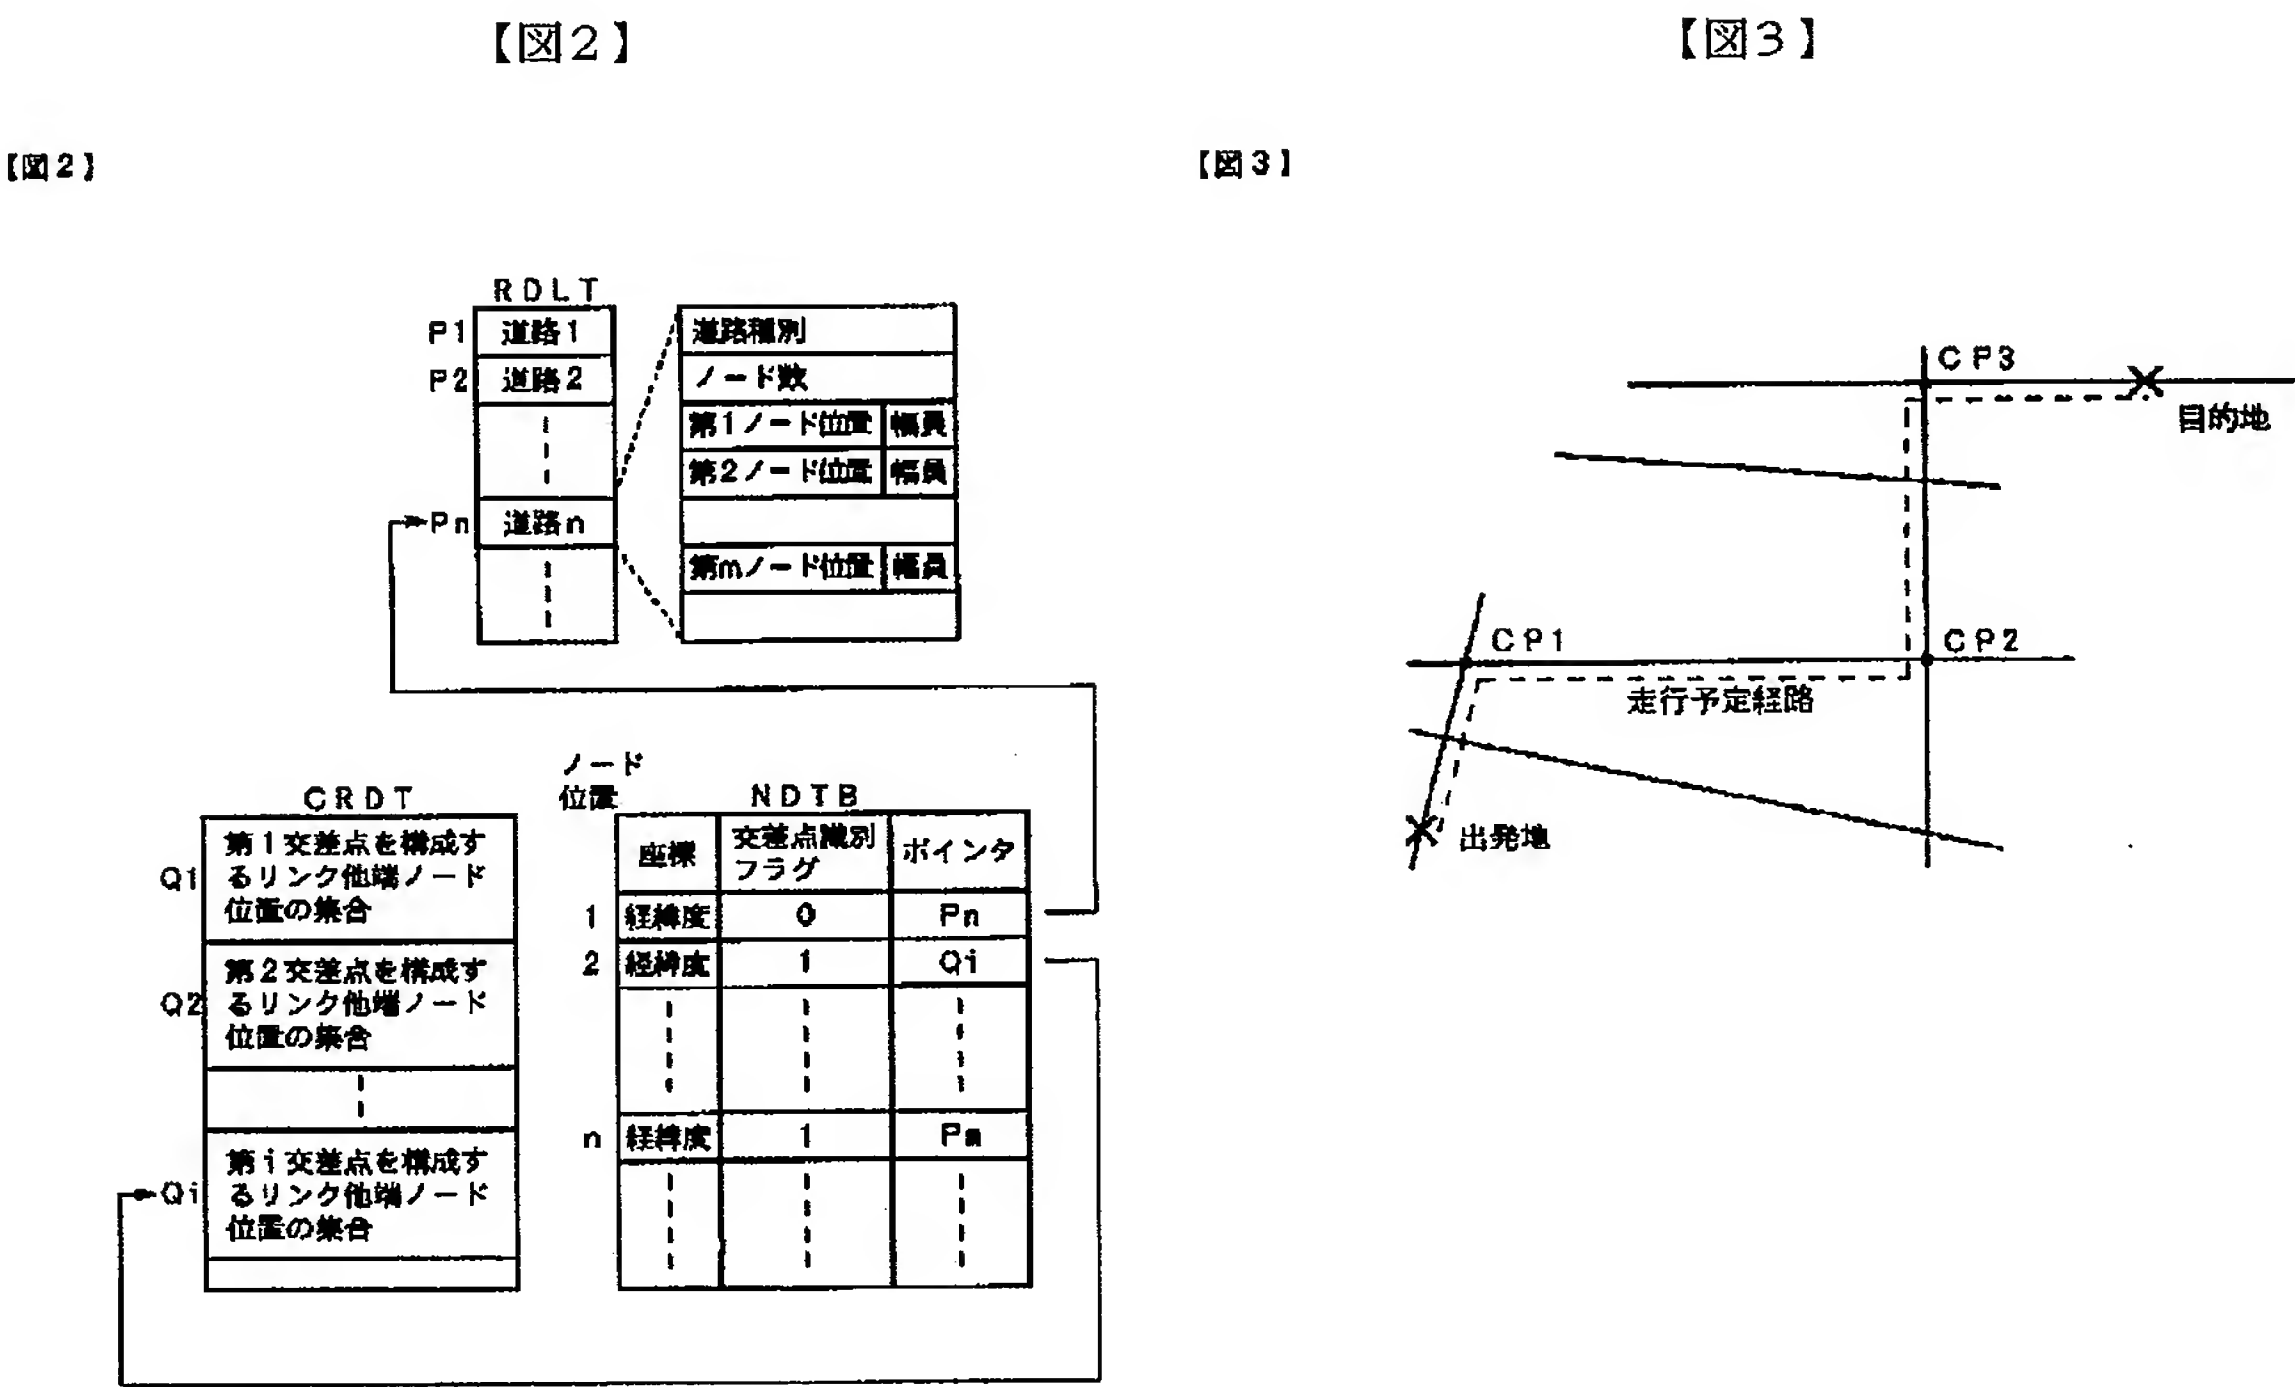 【図2】
【図2】
RDLT
P1 道路1
P2 道路2
Pn 道路n
道路種別
ノード数
第1ノード位置 幅員
第2ノード位置 幅員
第mノード位置 幅員
CRDT
Q1
第1交差点を構成す
るリンク他端ノード
位置の集合
Q2
第2交差点を構成す
るリンク他端ノード
位置の集合
Qi
第i交差点を構成す
るリンク他端ノード
位置の集合
ノード
位置
NDTB
座標
交差点識別
フラグ
ポインタ
1 経緯度 0 Pn
2 経緯度 1 Qi
n 経緯度 1
【図3】
【図3】
CP3
目的地
CP1
CP2
走行予定経路
出発地